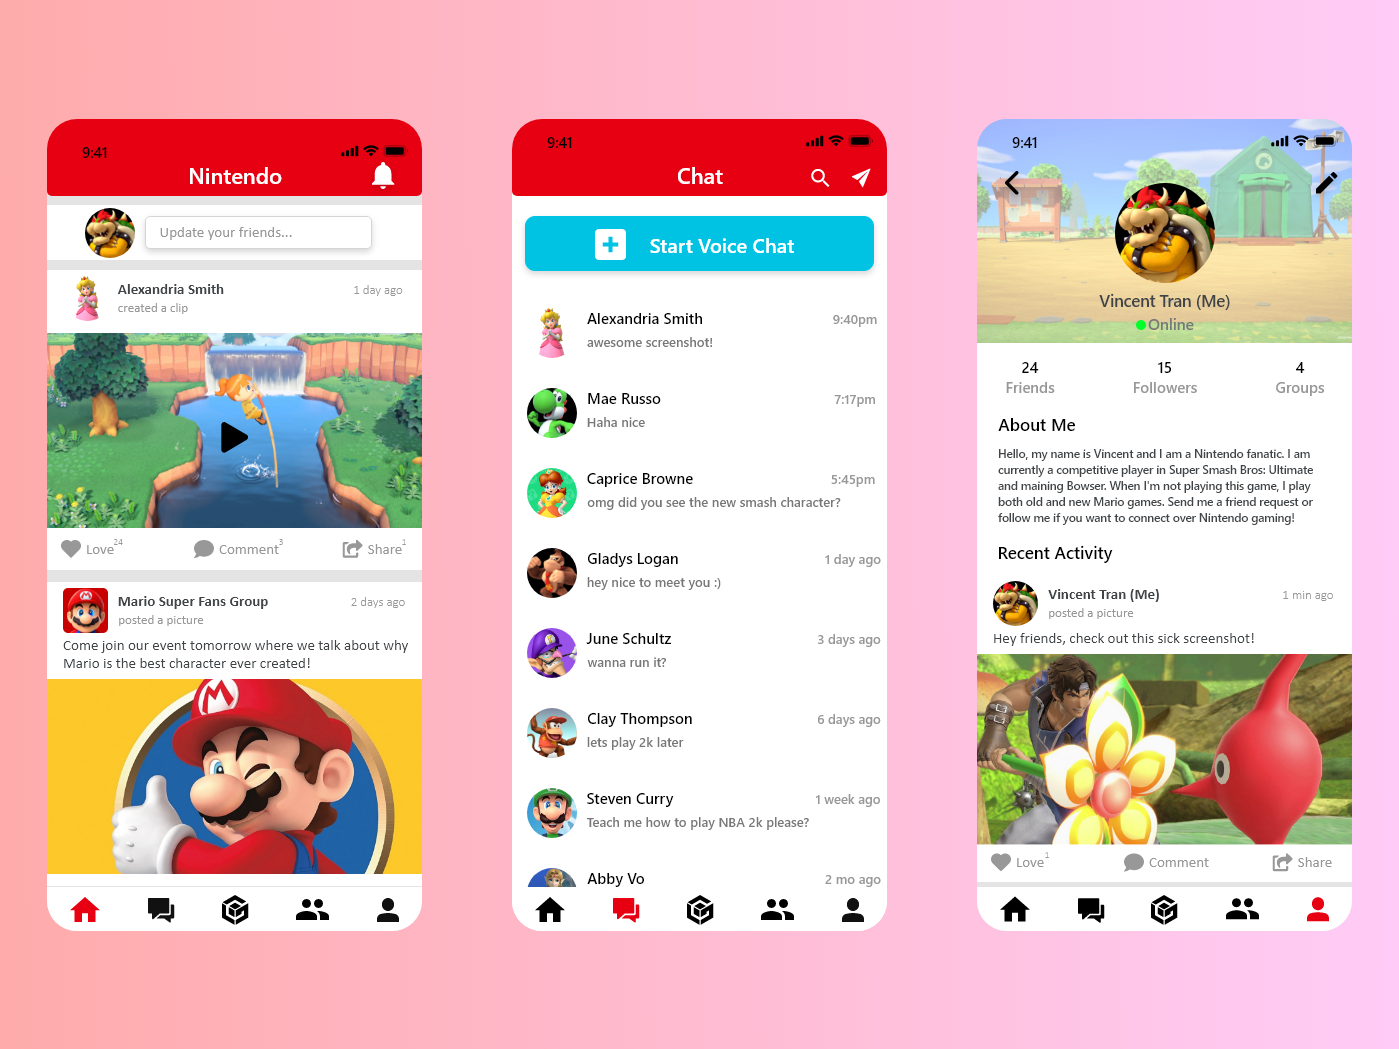 9:41
Nintendo
Update your friends...
Alexandria Smith
1 day ago
created a clip
Love 24
Comment 3
Share 1
Mario Super Fans Group
2 days ago
posted a picture
Come join our event tomorrow where we talk about why
Mario is the best character ever created!
M
9:41
Chat
Start Voice Chat
Alexandria Smith
9:40pm
awesome screenshot!
Mae Russo
7:17pm
Haha nice
Caprice Browne
5:45pm
omg did you see the new smash character?
Gladys Logan
1 day ago
hey nice to meet you :)
June Schultz
3 days ago
wanna run it?
Clay Thompson
6 days ago
lets play 2k later
Steven Curry
1 week ago
Teach me how to play NBA 2k please?
Abby Vo
2 mo ago
9:41
Vincent Tran (Me)
Online
24
15
4
Friends
Followers
Groups
About Me
Hello, my name is Vincent and I am a Nintendo fanatic. I am
currently a competitive player in Super Smash Bros: Ultimate
and maining Bowser. When I'm not playing this game, I play
both old and new Mario games. Send me a friend request or
follow me if you want to connect over Nintendo gaming!
Recent Activity
Vincent Tran (Me)
1 min ago
posted a picture
Hey friends, check out this sick screenshot!
Love 1
Comment
Share